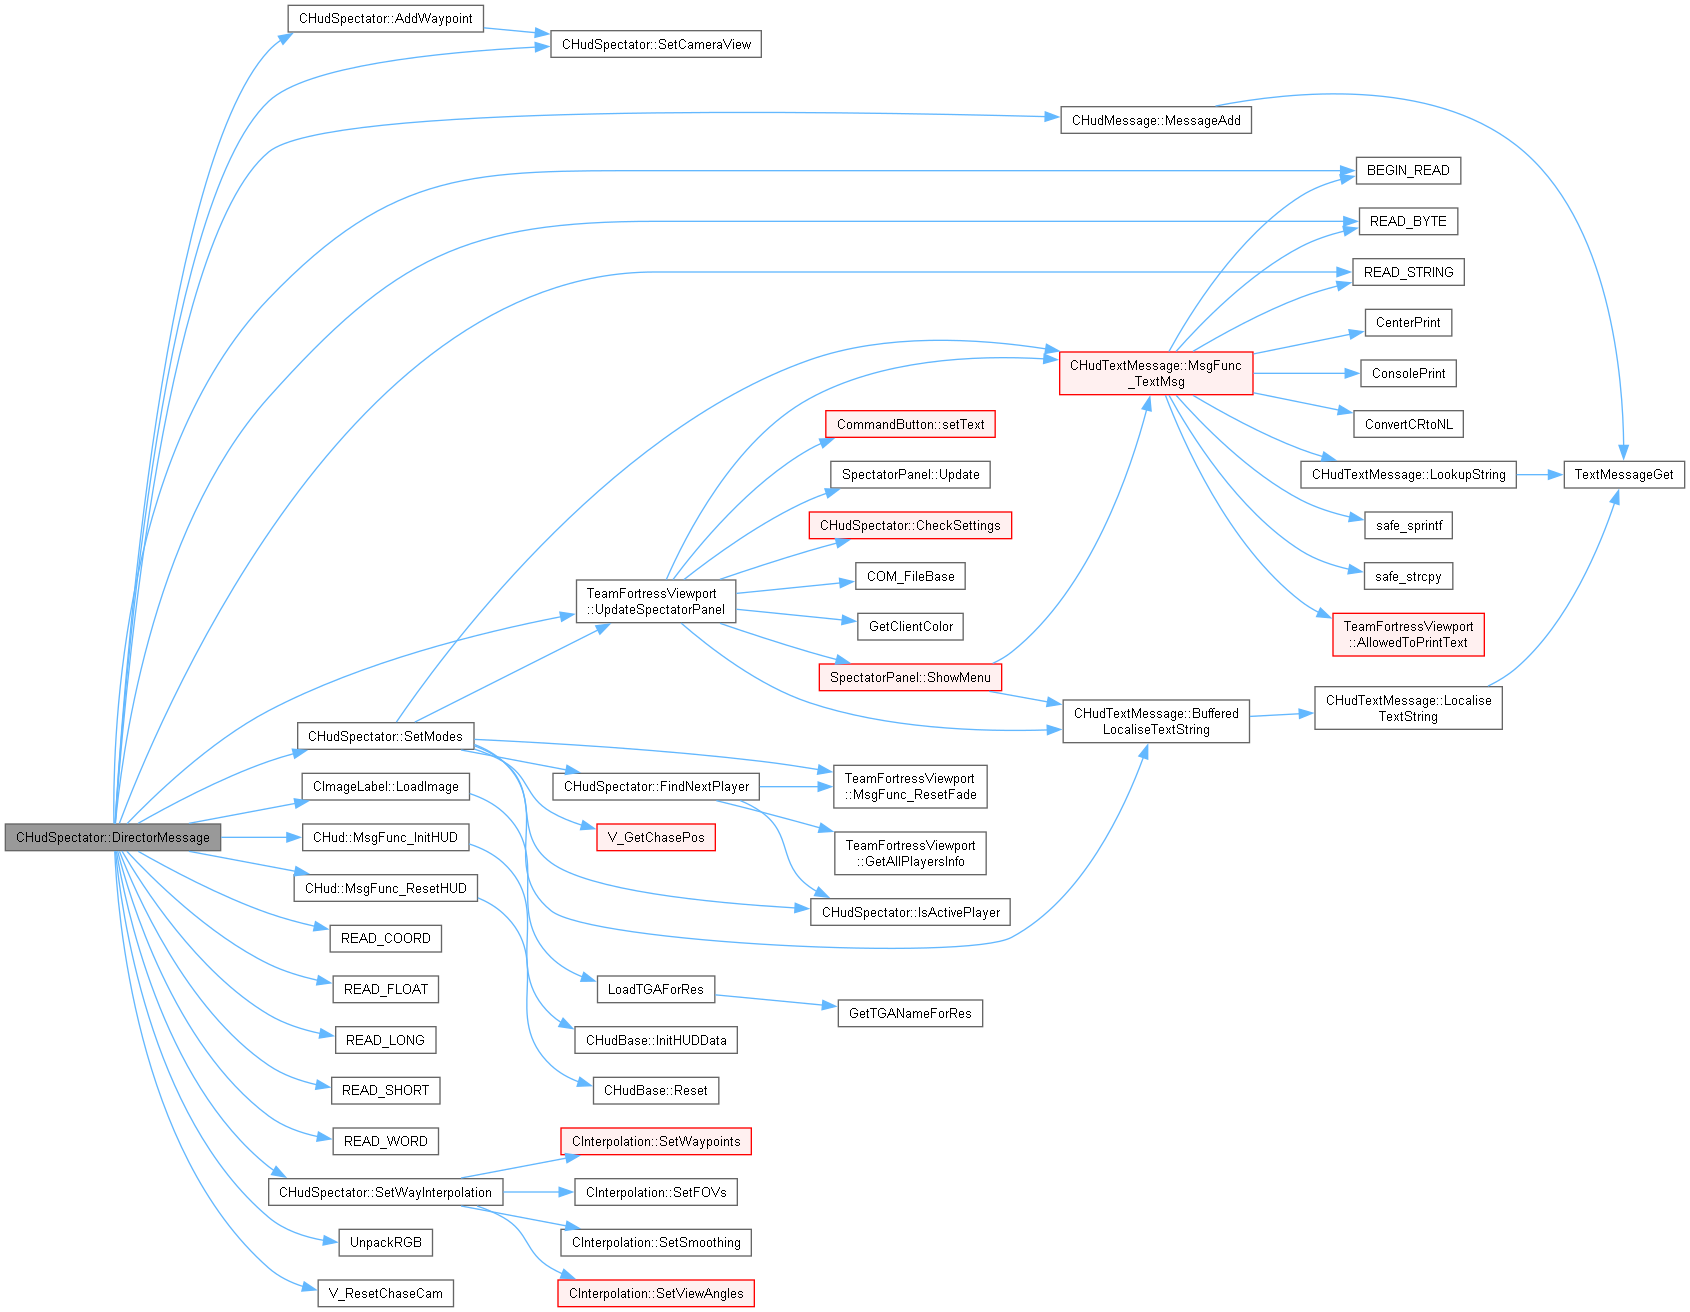 CHudSpectator::AddWaypoint
CHudSpectator::SetCameraView
CHudMessage::MessageAdd
BEGIN_READ
READ_BYTE
READ_STRING
CenterPrint
CHudTextMessage::MsgFunc
_TextMsg
ConsolePrint
CommandButton::setText
ConvertCRtoNL
SpectatorPanel::Update
CHudTextMessage::LookupString
TextMessageGet
CHudSpectator::CheckSettings
safe_sprintf
COM_FileBase
safe_strcpy
TeamFortressViewport
::UpdateSpectatorPanel
GetClientColor
TeamFortressViewport
::AllowedToPrintText
SpectatorPanel::ShowMenu
CHudTextMessage::Localise
TextString
CHudTextMessage::Buffered
LocaliseTextString
CHudSpectator::SetModes
CImageLabel::LoadImage
CHudSpectator::FindNextPlayer
TeamFortressViewport
::MsgFunc_ResetFade
CHudSpectator::DirectorMessage
CHud::MsgFunc_InitHUD
V_GetChasePos
TeamFortressViewport
::GetAllPlayersInfo
CHud::MsgFunc_ResetHUD
CHudSpectator::IsActivePlayer
READ_COORD
READ_FLOAT
LoadTGAForRes
GetTGANameForRes
READ_LONG
CHudBase::InitHUDData
READ_SHORT
CHudBase::Reset
READ_WORD
CInterpolation::SetWaypoints
CHudSpectator::SetWayInterpolation
CInterpolation::SetFOVs
UnpackRGB
CInterpolation::SetSmoothing
V_ResetChaseCam
CInterpolation::SetViewAngles